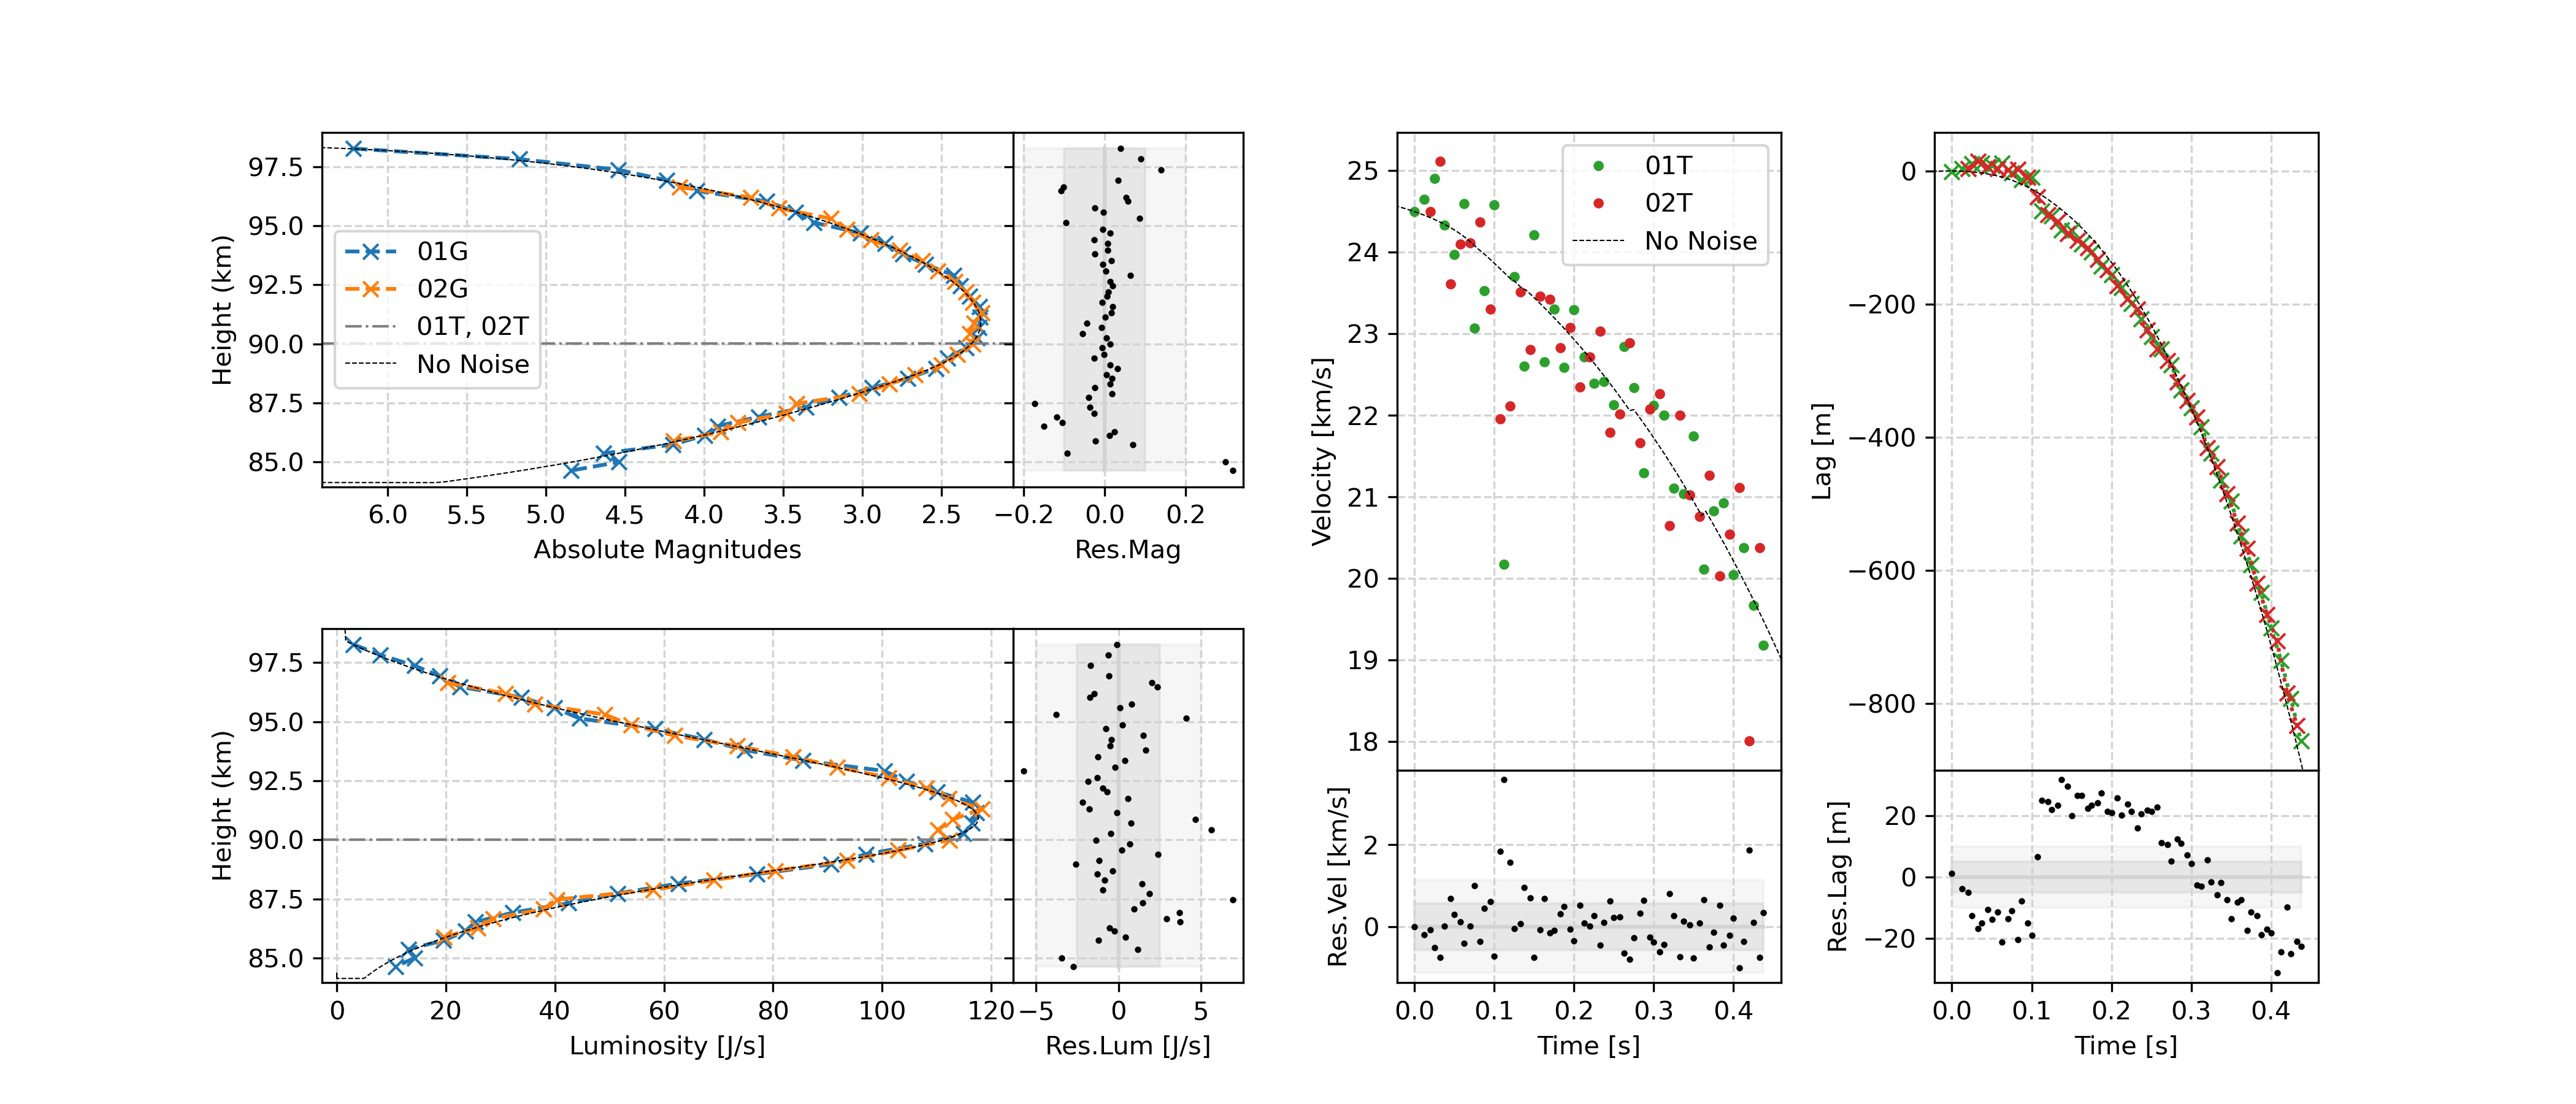 97.5
95.0
92.5
90.0
87.5
85.0
Height (km)
01G
02G
01T, 02T
No Noise
6.0 5.5 5.0 4.5 4.0 3.5 3.0 2.5
Absolute Magnitudes
−0.2 0.0 0.2
Res.Mag
97.5
95.0
92.5
90.0
87.5
85.0
Height (km)
0 20 40 60 80 100 120
Luminosity [J/s]
−5 0 5
Res.Lum [J/s]
25
24
23
22
21
20
19
18
Velocity [km/s]
01T
02T
No Noise
2
0
Res.Vel [km/s]
0.0 0.1 0.2 0.3 0.4
Time [s]
0
−200
−400
−600
−800
Lag [m]
20
0
−20
Res.Lag [m]
0.0 0.1 0.2 0.3 0.4
Time [s]